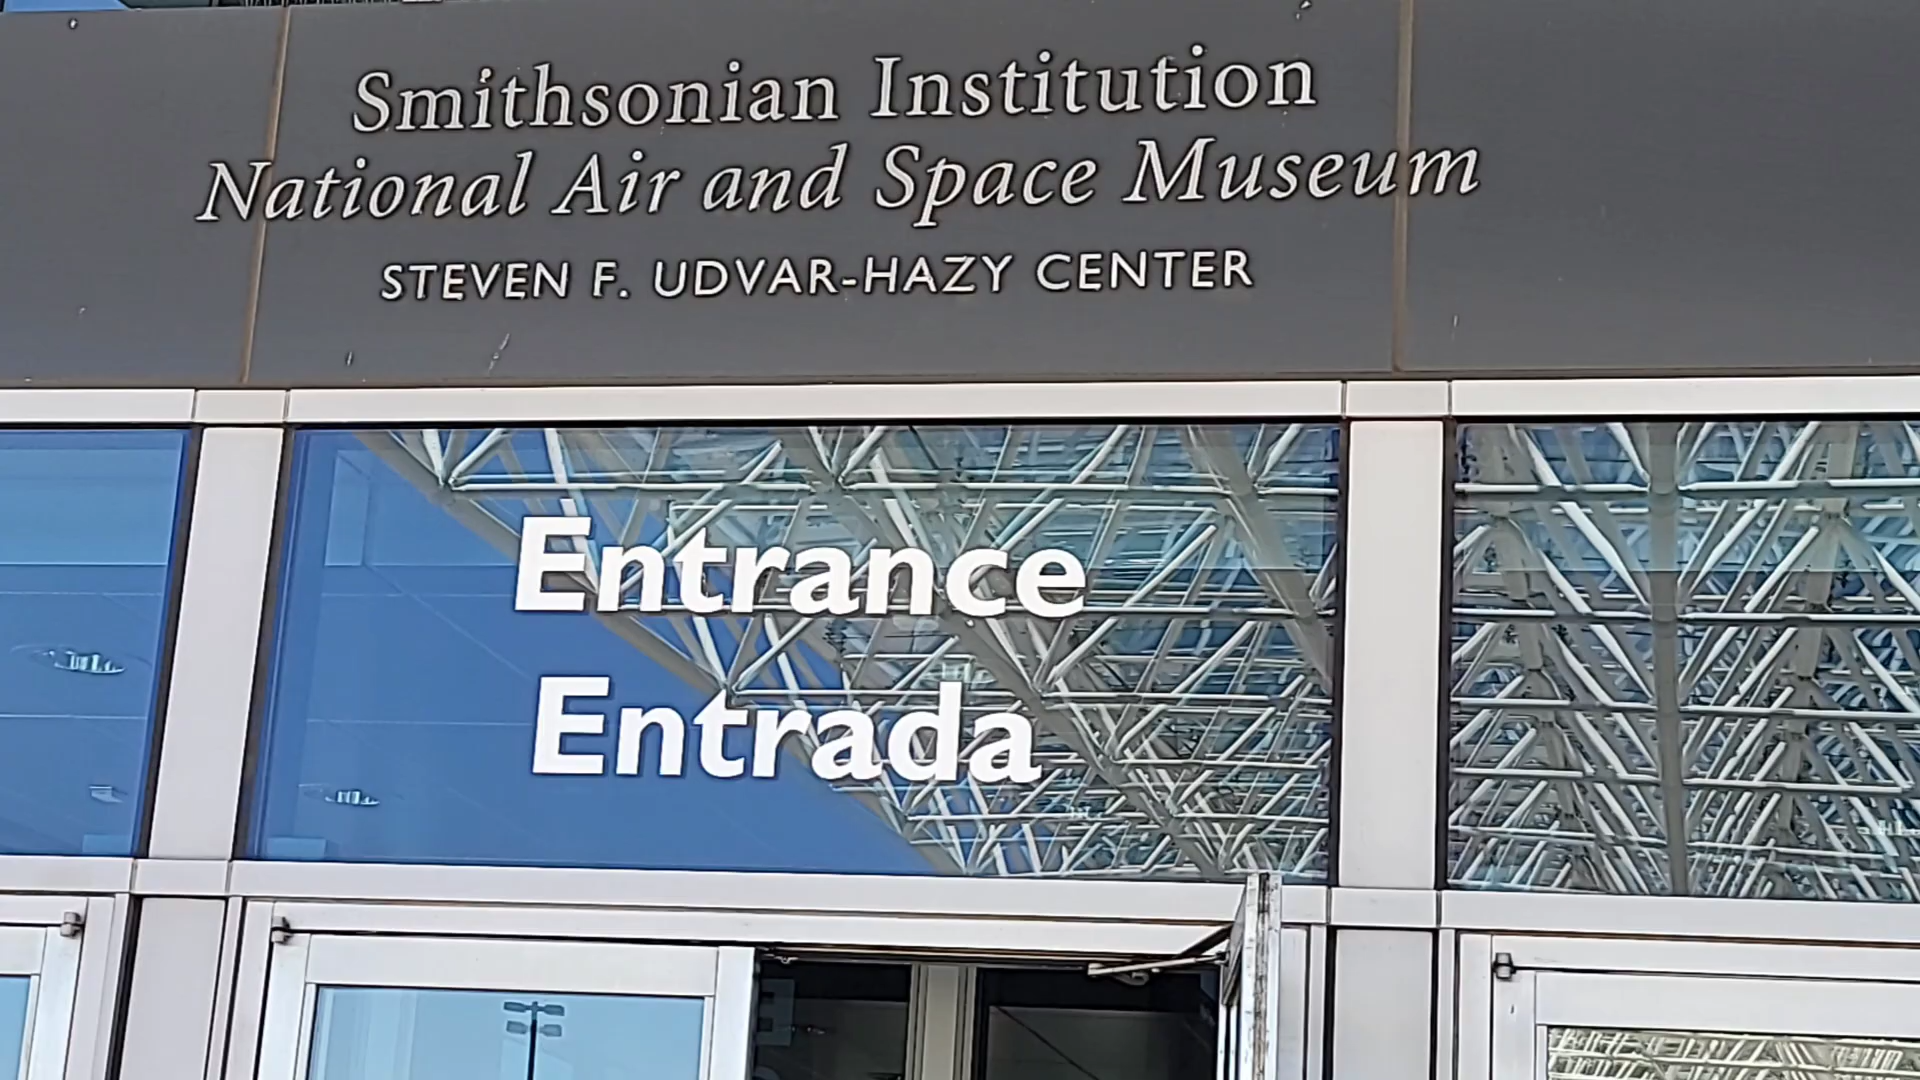 Smithsonian Institution
National Air and Space Museum
STEVEN F. UDVAR-HAZY CENTER
Entrance
Entrada